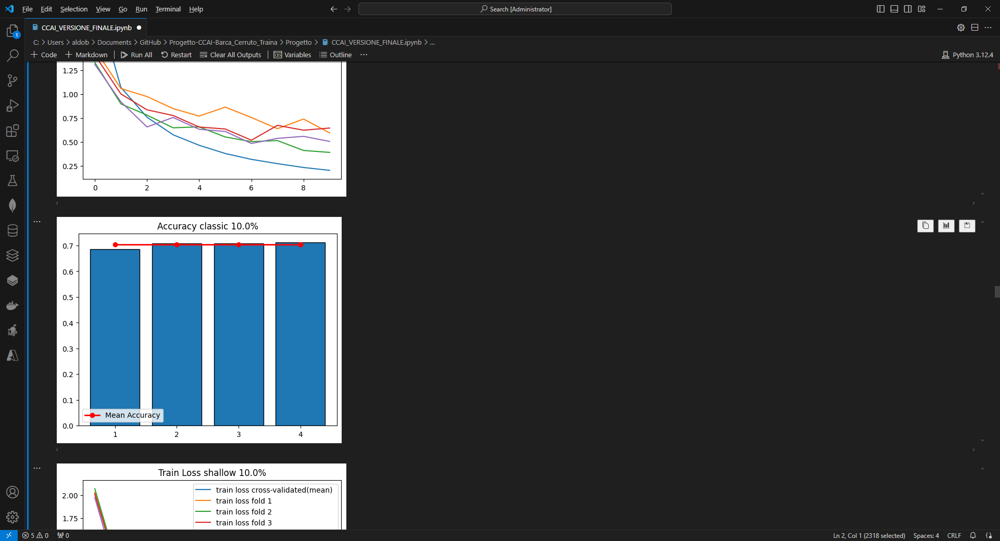 File Edit Selection View Go Run Terminal Help
Search [Administrator]
CCAI_VERSIONE_FINALE.ipynb
C: > Users > aldob > Documents > GitHub > Progetto-CCAI-Barca_Cerruto_Traina > Progetto > CCAI_VERSIONE_FINALE.ipynb > ...
Code Markdown Run All Restart Clear All Outputs Variables Outline ...
Python 3.12.4
1
1.25
1.00
0.75
0.50
0.25
0 2 4 6 8
Accuracy classic 10.0%
0.7
0.6
0.5
0.4
0.3
0.2
0.1
Mean Accuracy
0.0
1 2 3 4
Train Loss shallow 10.0%
train loss cross-validated(mean)
2.00
train loss fold 1
train loss fold 2
1.75
train loss fold 3
5 0 0
Ln 2, Col 1 (2318 selected) Spaces: 4 CRLF